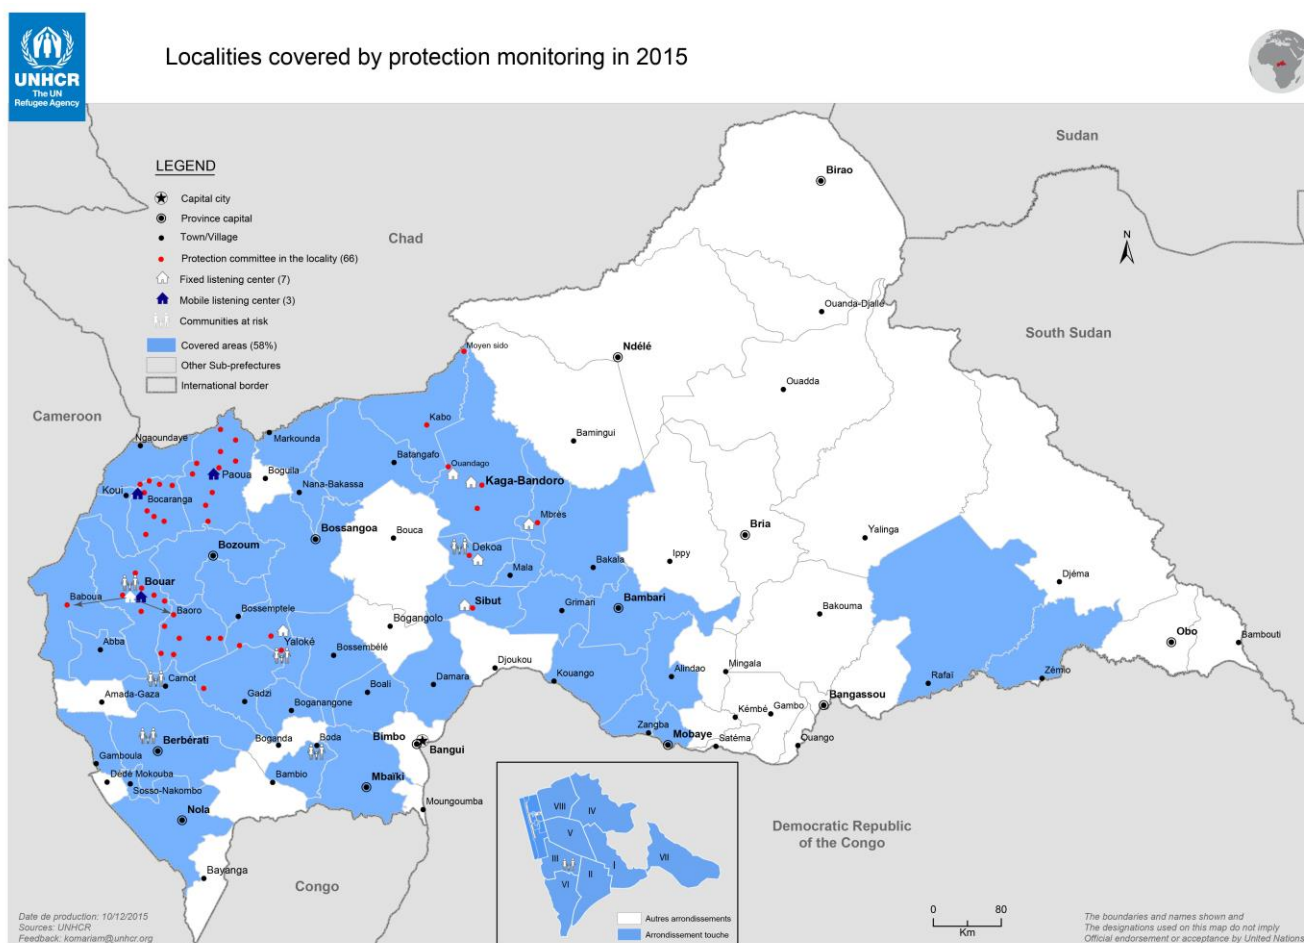 UNHCR
The UN
Refugee Agency
Localities covered by protection monitoring in 2015
Sudan
LEGEND
Capital city
Province capital
Town/Village
Protection committee in the locality (66)
Fixed listening center (7)
Mobile listening center (3)
Communities at risk
Covered areas (58%)
Other Sub-prefectures
International border
Chad
Birao
N
Ouanda-Djallé
South Sudan
Moyen sido
Ndélé
Ouadda
Cameroon
Kabo
Ngaoundaye
Markounda
Bamingui
Batangafo
Ouandago
Paoua
Boguila
Kaga-Bandoro
Koui
Nana-Bakassa
Bocaranga
Mbrès
Bossangoa
Bouca
Bria
Yalinga
Dekoa
Bozoum
Ippy
Bakala
Mala
Djéma
Bouar
Baboua
Baoro
Bossemptele
Sibut
Grimari
Bambari
Bakouma
Bogangolo
Obo
Bambouti
Abba
Yaloké
Bossembélé
Djoukou
Kouango
Alindao
Mingala
Zémio
Rafaï
Carnot
Damara
Boali
Amada-Gaza
Gadzi
Boganangone
Bangassou
Kémbé
Gambo
Zangba
Mobaye
Satéma
Ouango
Berbérati
Boganda
Boda
Bimbo
Bangui
Gamboula
Dédé Mokouba
Sosso-Nakombo
Bambio
Mbaïki
Nola
Moungoumba
Democratic Republic
of the Congo
Bayanga
Congo
VIII
IV
V
III
I
VII
VI
II
Autres arrondissements
Arrondissement touche
0 80
Km
Date de production: 10/12/2015
Sources: UNHCR
Feedback: komariam@unhcr.org
The boundaries and names shown and
The designations used on this map do not imply
Official endorsement or acceptance by United Nations